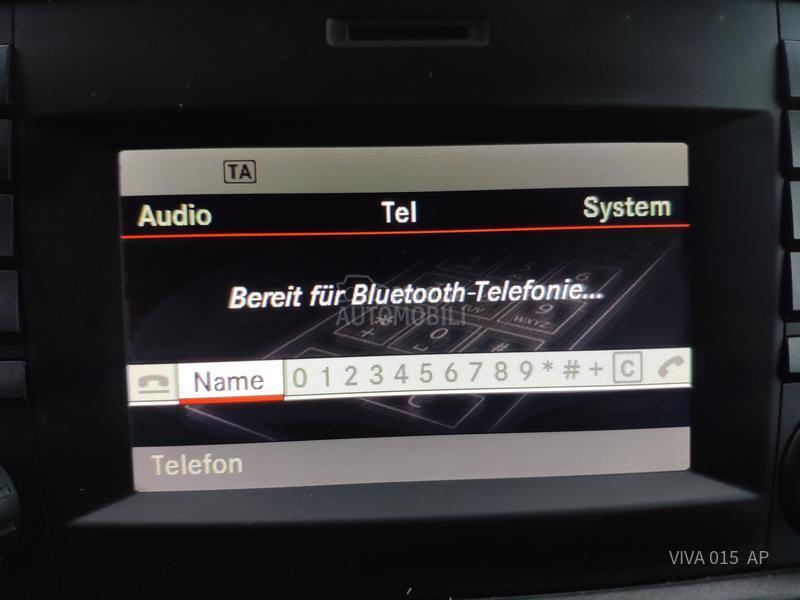 TA
Audio Tel System
Bereit für Bluetooth-Telefonie...
AUTOMOBILI
Name 0 1 2 3 4 5 6 7 8 9 * # + C
Telefon
VIVA 015 AP